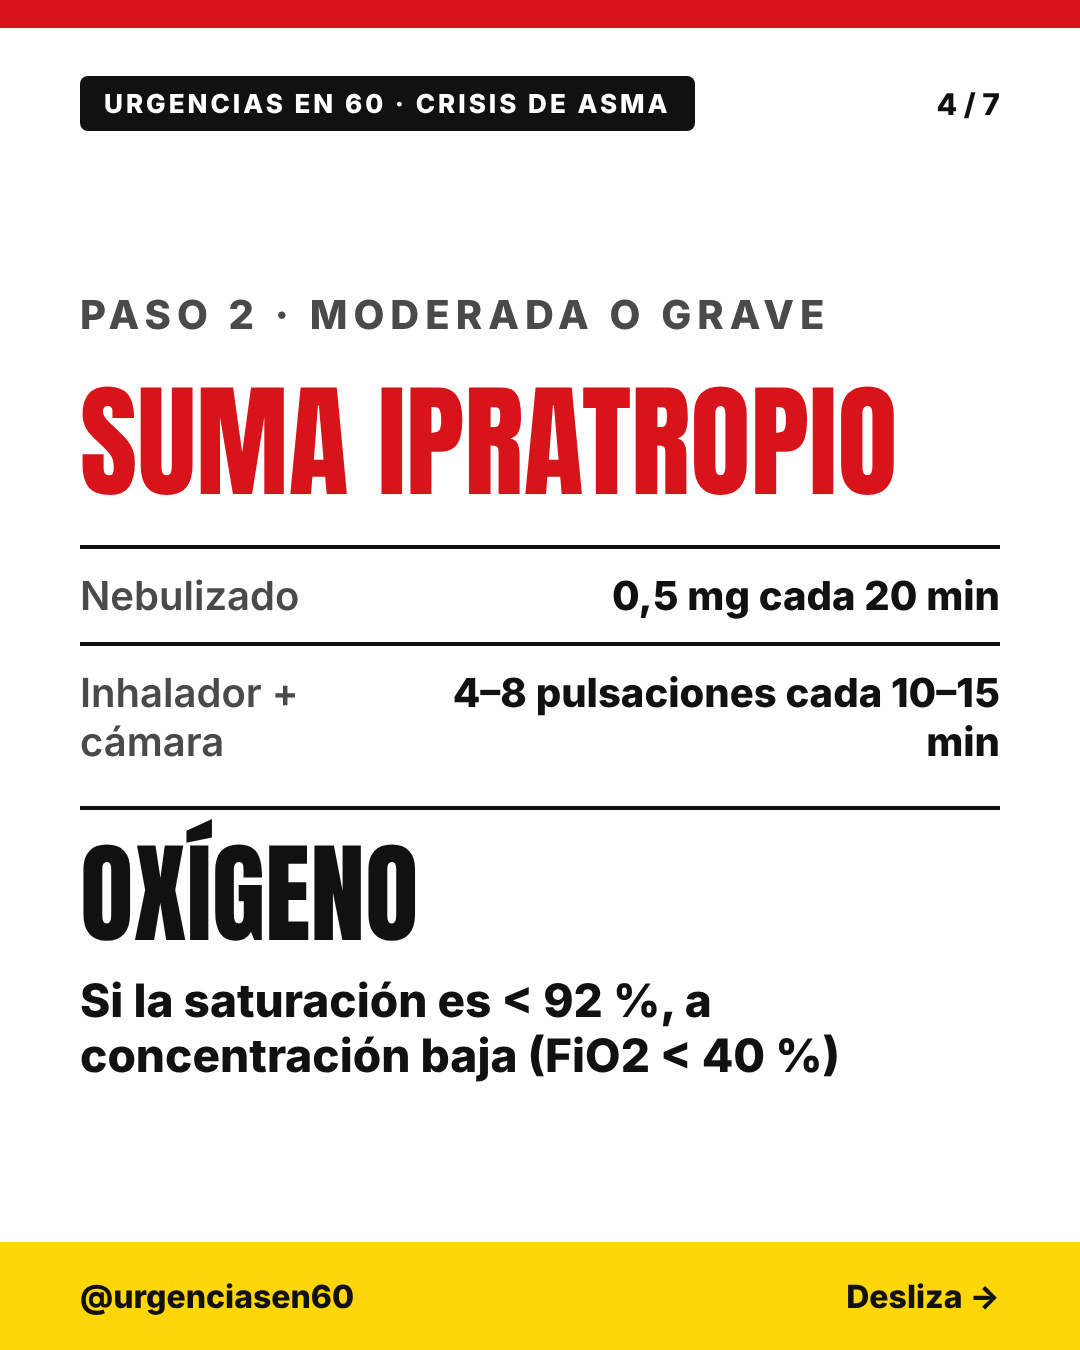 URGENCIAS EN 60 · CRISIS DE ASMA
4 / 7
PASO 2 · MODERADA O GRAVE
SUMA IPRATROPIO
Nebulizado
0,5 mg cada 20 min
Inhalador +
cámara
4–8 pulsaciones cada 10–15
min
OXÍGENO
Si la saturación es < 92 %, a
concentración baja (FiO2 < 40 %)
@urgenciasen60
Desliza →